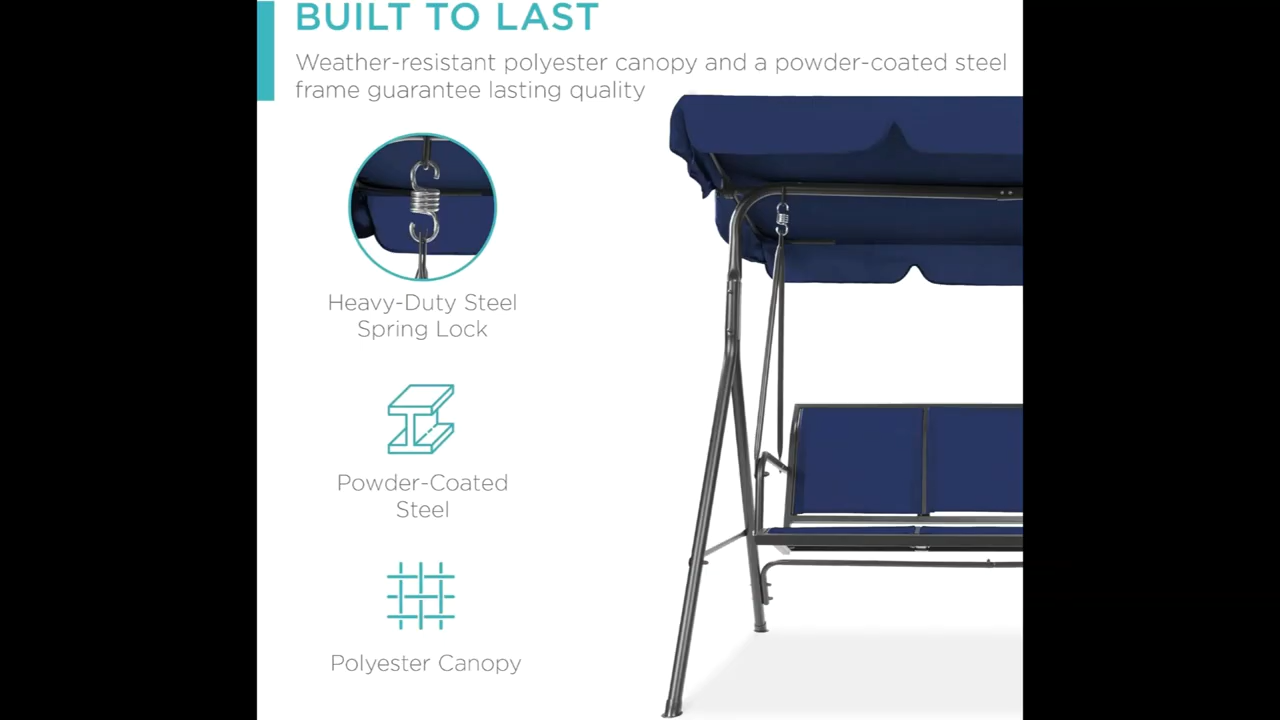 BUILT TO LAST
Weather-resistant polyester canopy and a powder-coated steel
frame guarantee lasting quality
Heavy-Duty Steel
Spring Lock
Powder-Coated
Steel
Polyester Canopy